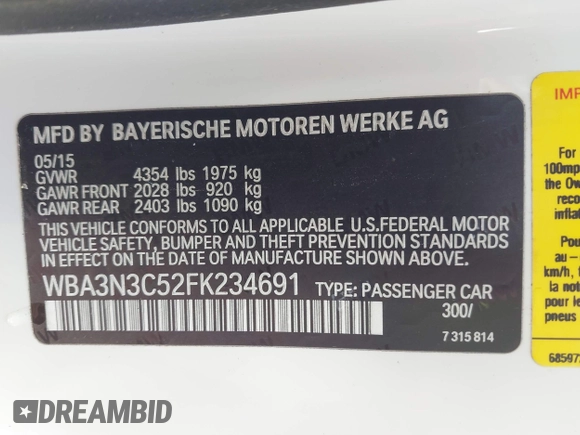 MFD BY BAYERISCHE MOTOREN WERKE AG
05/15
GVWR 4354 lbs 1975 kg
GAWR FRONT 2028 lbs 920 kg
GAWR REAR 2403 lbs 1090 kg
THIS VEHICLE CONFORMS TO ALL APPLICABLE U.S.FEDERAL MOTOR
VEHICLE SAFETY, BUMPER AND THEFT PREVENTION STANDARDS
IN EFFECT ON THE DATE OF MANUFACTURE SHOWN ABOVE.
WBA3N3C52FK234691 TYPE: PASSENGER CAR
300/
7 315 814
IMP
For
100mp
the Ow
reco
inflat
Pou
au –
km/h,
la not
pour le
pneus
68597
DREAMBID